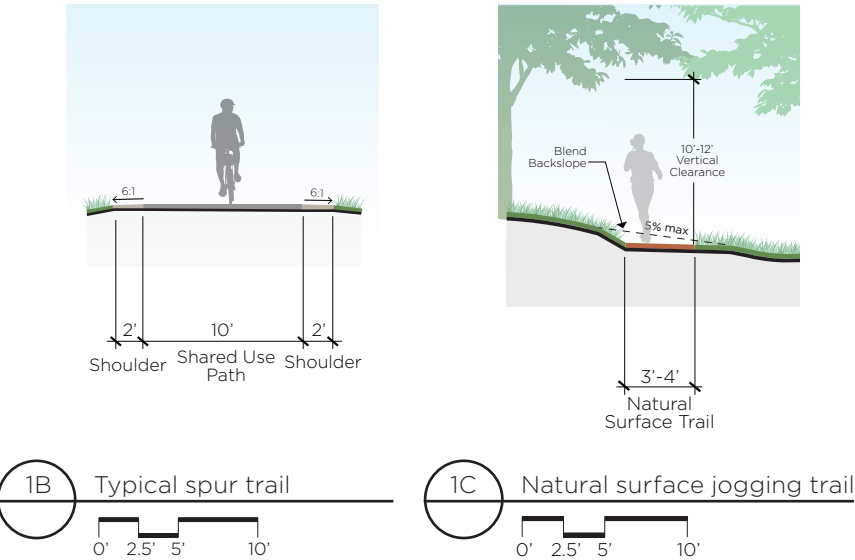 6:1
6:1
2’
10’
2’
Shoulder
Shared Use
Path
Shoulder
1B
Typical spur trail
0’ 2.5’ 5’ 10’
Blend
Backslope
10’-12’
Vertical
Clearance
5% max
3’-4’
Natural
Surface Trail
1C
Natural surface jogging trail
0’ 2.5’ 5’ 10’